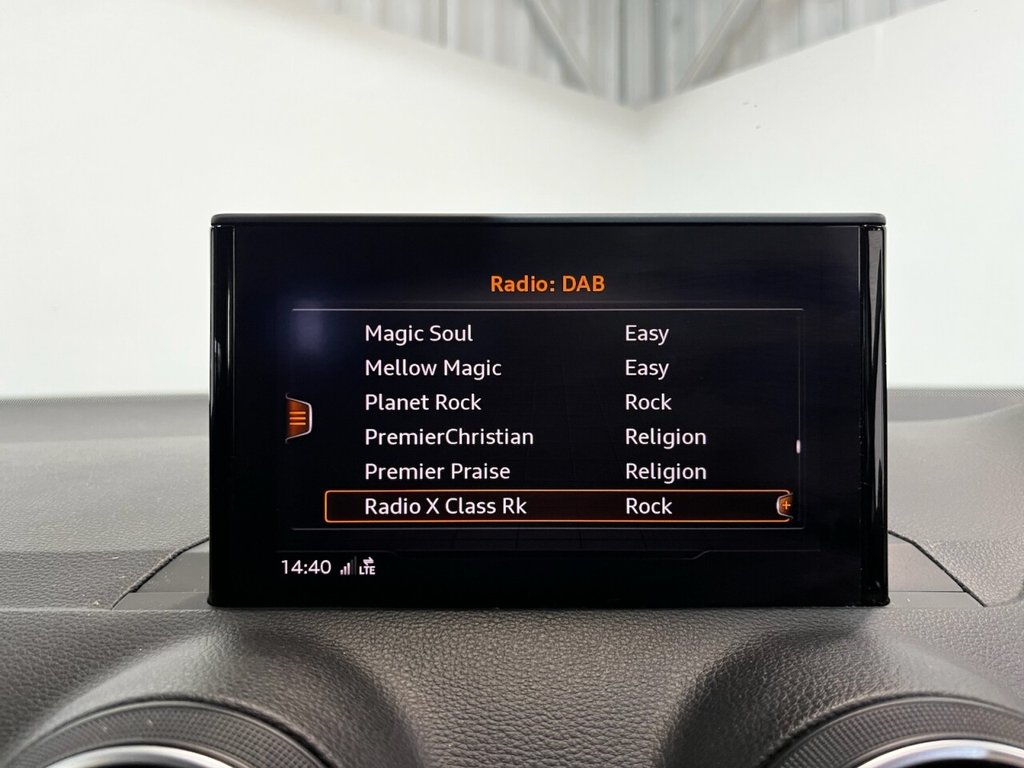 Radio: DAB
Magic Soul Easy
Mellow Magic Easy
Planet Rock Rock
PremierChristian Religion
Premier Praise Religion
Radio X Class Rk Rock
14:40 LTE